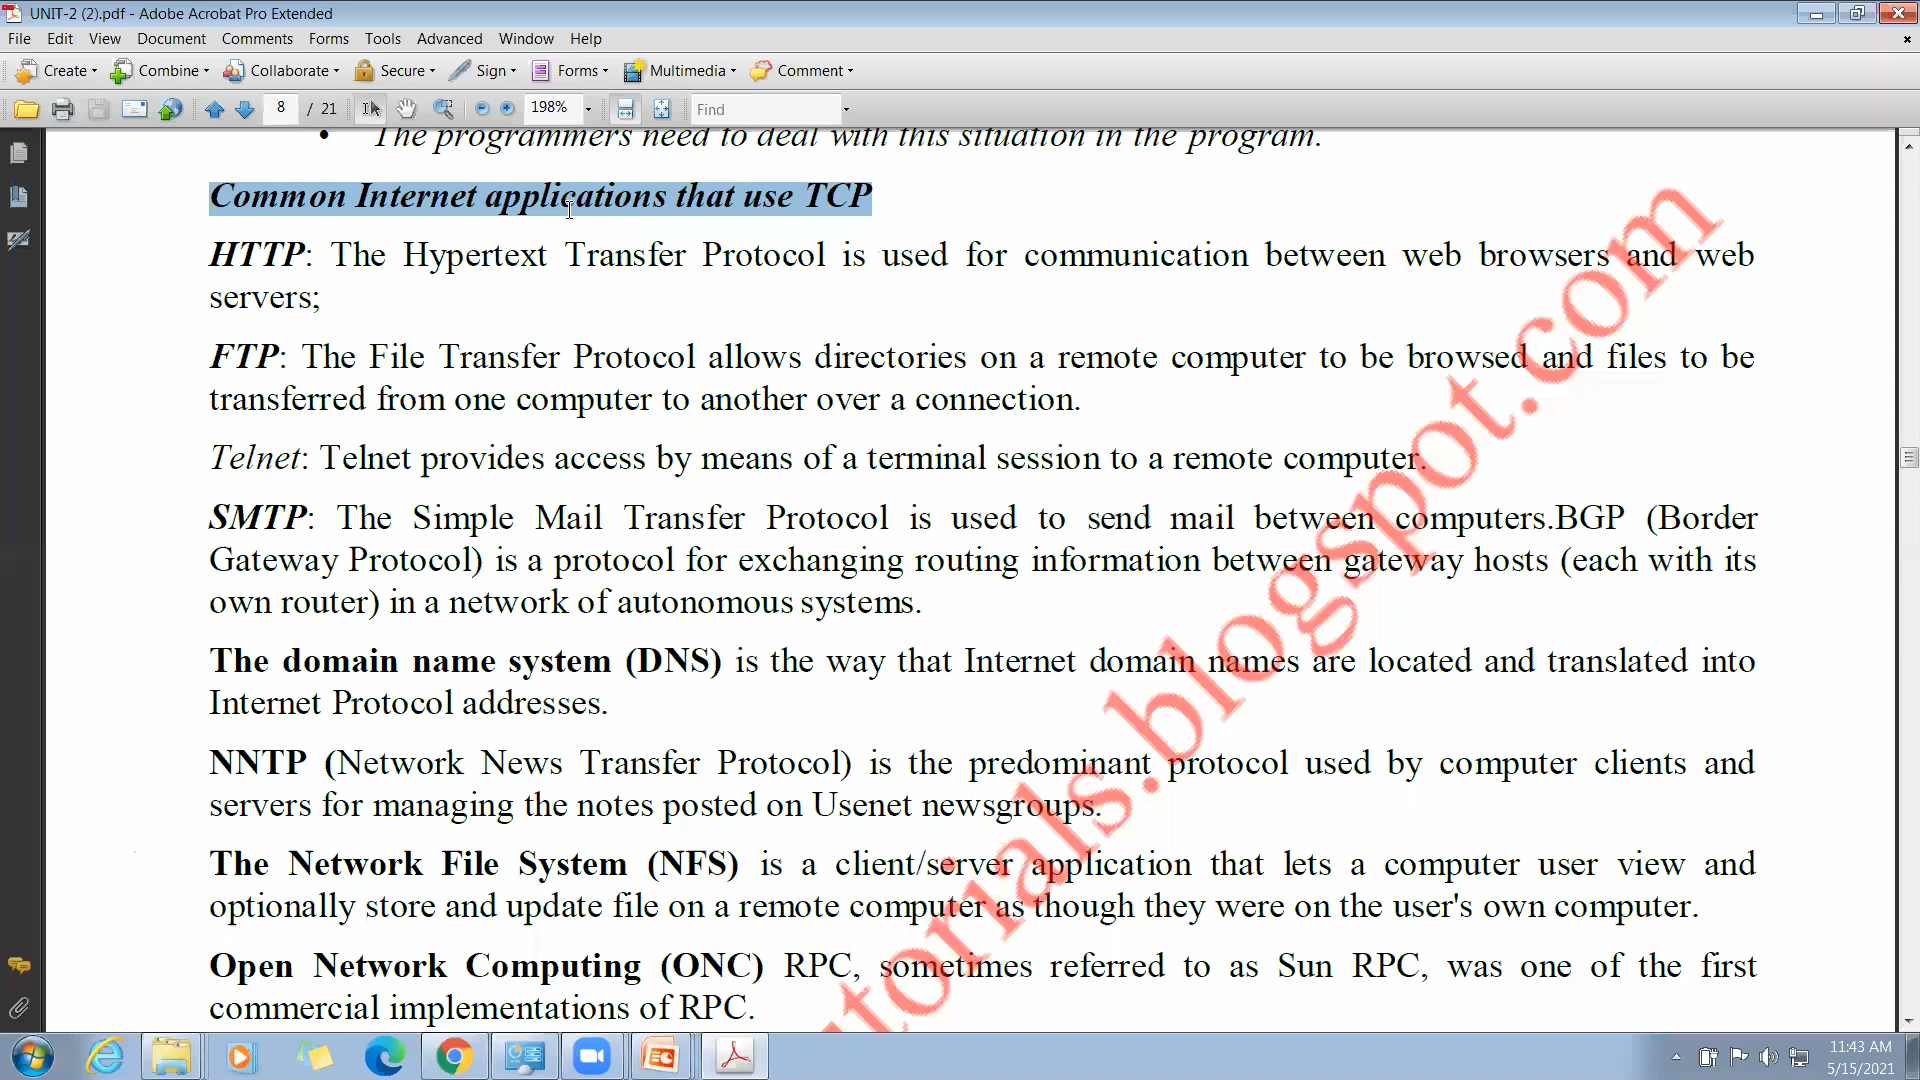 UNIT-2 (2).pdf - Adobe Acrobat Pro Extended
File Edit View Document Comments Forms Tools Advanced Window Help
Create Combine Collaborate Secure Sign Forms Multimedia Comment
8 / 21 198% Find
• The programmers need to deal with this situation in the program.
Common Internet applications that use TCP
HTTP: The Hypertext Transfer Protocol is used for communication between web browsers and web
servers;
FTP: The File Transfer Protocol allows directories on a remote computer to be browsed and files to be
transferred from one computer to another over a connection.
Telnet: Telnet provides access by means of a terminal session to a remote computer.
SMTP: The Simple Mail Transfer Protocol is used to send mail between computers.BGP (Border
Gateway Protocol) is a protocol for exchanging routing information between gateway hosts (each with its
own router) in a network of autonomous systems.
The domain name system (DNS) is the way that Internet domain names are located and translated into
Internet Protocol addresses.
NNTP (Network News Transfer Protocol) is the predominant protocol used by computer clients and
servers for managing the notes posted on Usenet newsgroups.
The Network File System (NFS) is a client/server application that lets a computer user view and
optionally store and update file on a remote computer as though they were on the user's own computer.
Open Network Computing (ONC) RPC, sometimes referred to as Sun RPC, was one of the first
commercial implementations of RPC.
torials.blogspot.com
11:43 AM
5/15/2021